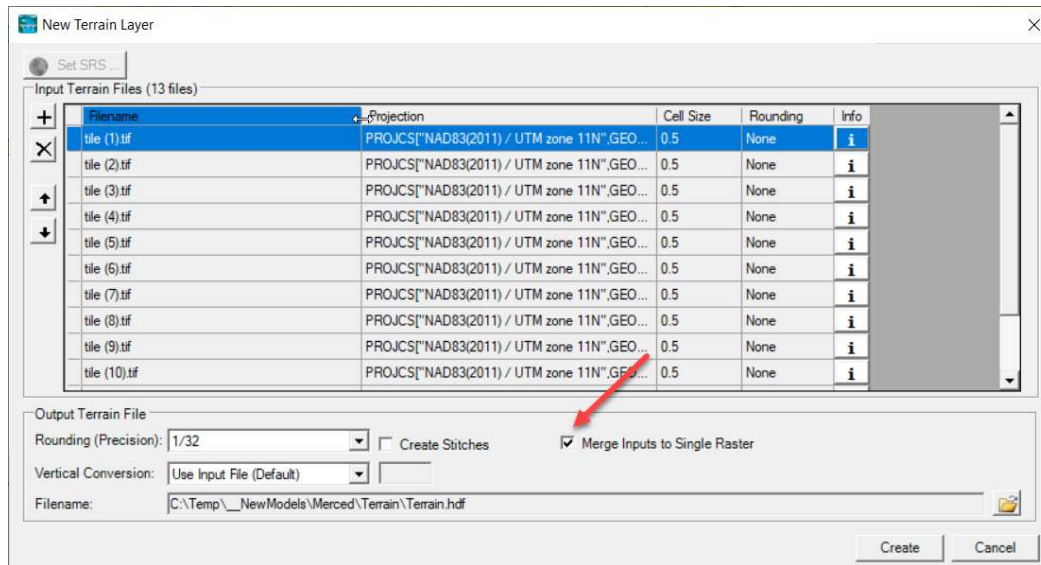 New Terrain Layer
Set SRS ...
Input Terrain Files (13 files)
Filename Projection Cell Size Rounding Info
tile (1).tif PROJCS["NAD83(2011) / UTM zone 11N",GEO... 0.5 None i
tile (2).tif PROJCS["NAD83(2011) / UTM zone 11N",GEO... 0.5 None i
tile (3).tif PROJCS["NAD83(2011) / UTM zone 11N",GEO... 0.5 None i
tile (4).tif PROJCS["NAD83(2011) / UTM zone 11N",GEO... 0.5 None i
tile (5).tif PROJCS["NAD83(2011) / UTM zone 11N",GEO... 0.5 None i
tile (6).tif PROJCS["NAD83(2011) / UTM zone 11N",GEO... 0.5 None i
tile (7).tif PROJCS["NAD83(2011) / UTM zone 11N",GEO... 0.5 None i
tile (8).tif PROJCS["NAD83(2011) / UTM zone 11N",GEO... 0.5 None i
tile (9).tif PROJCS["NAD83(2011) / UTM zone 11N",GEO... 0.5 None i
tile (10).tif PROJCS["NAD83(2011) / UTM zone 11N",GEO... 0.5 None i
Output Terrain File
Rounding (Precision): 1/32 Create Stitches Merge Inputs to Single Raster
Vertical Conversion: Use Input File (Default)
Filename: C:\Temp\__NewModels\Merced\Terrain\Terrain.hdf
Create Cancel